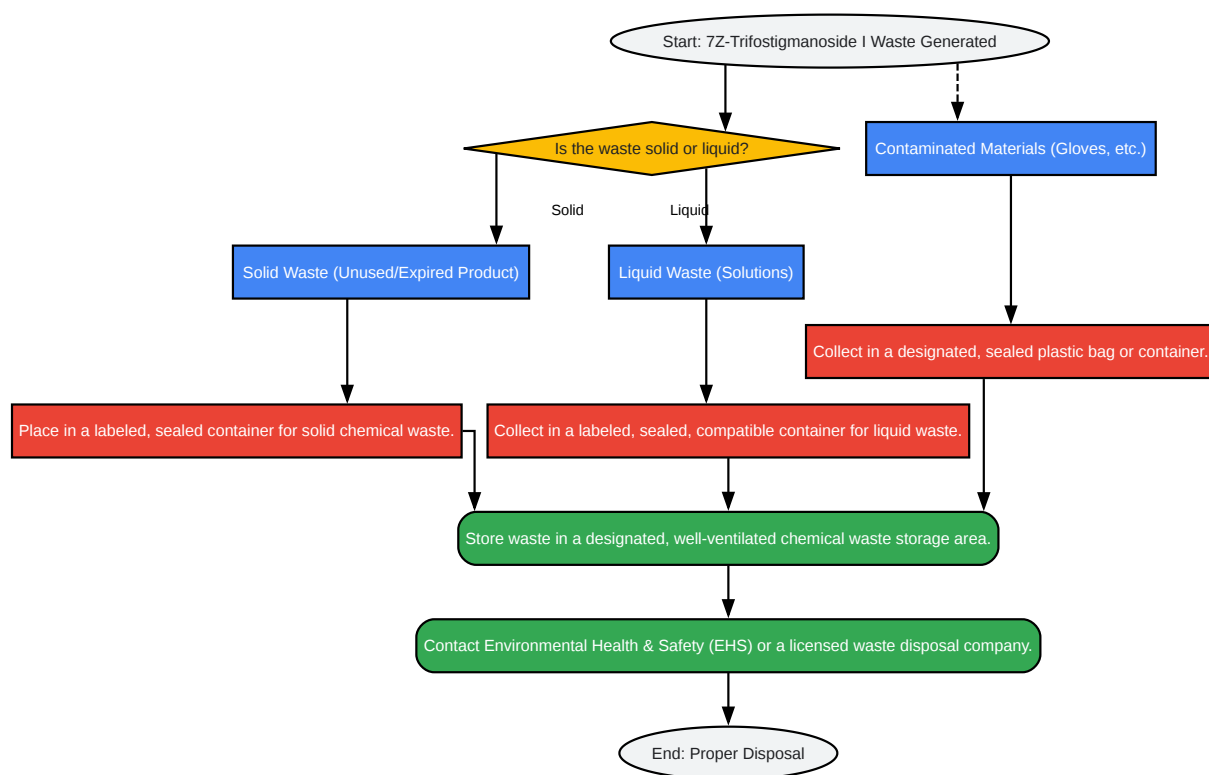 Start: 7Z-Trifostigmanoside I Waste Generated
Is the waste solid or liquid?
Contaminated Materials (Gloves, etc.)
Solid
Liquid
Solid Waste (Unused/Expired Product)
Liquid Waste (Solutions)
Collect in a designated, sealed plastic bag or container.
Place in a labeled, sealed container for solid chemical waste.
Collect in a labeled, sealed, compatible container for liquid waste.
Store waste in a designated, well-ventilated chemical waste storage area.
Contact Environmental Health & Safety (EHS) or a licensed waste disposal company.
End: Proper Disposal